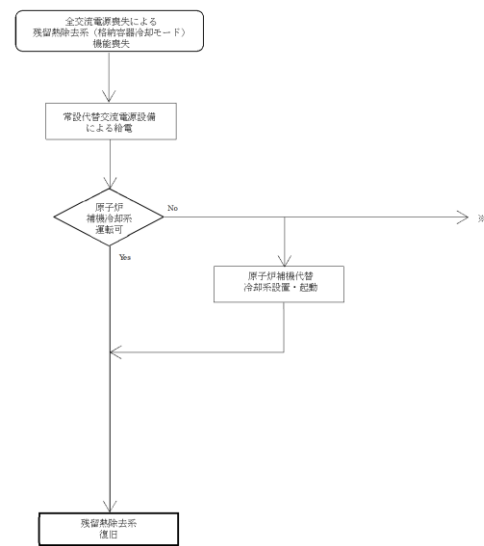 全交流電源喪失による
残留熱除去系（格納容器冷却モード）
機能喪失
常設代替交流電源設備
による給電
原子炉
補機冷却系
運転可
No
※
Yes
原子炉補機代替
冷却系設置・起動
残留熱除去系
復旧